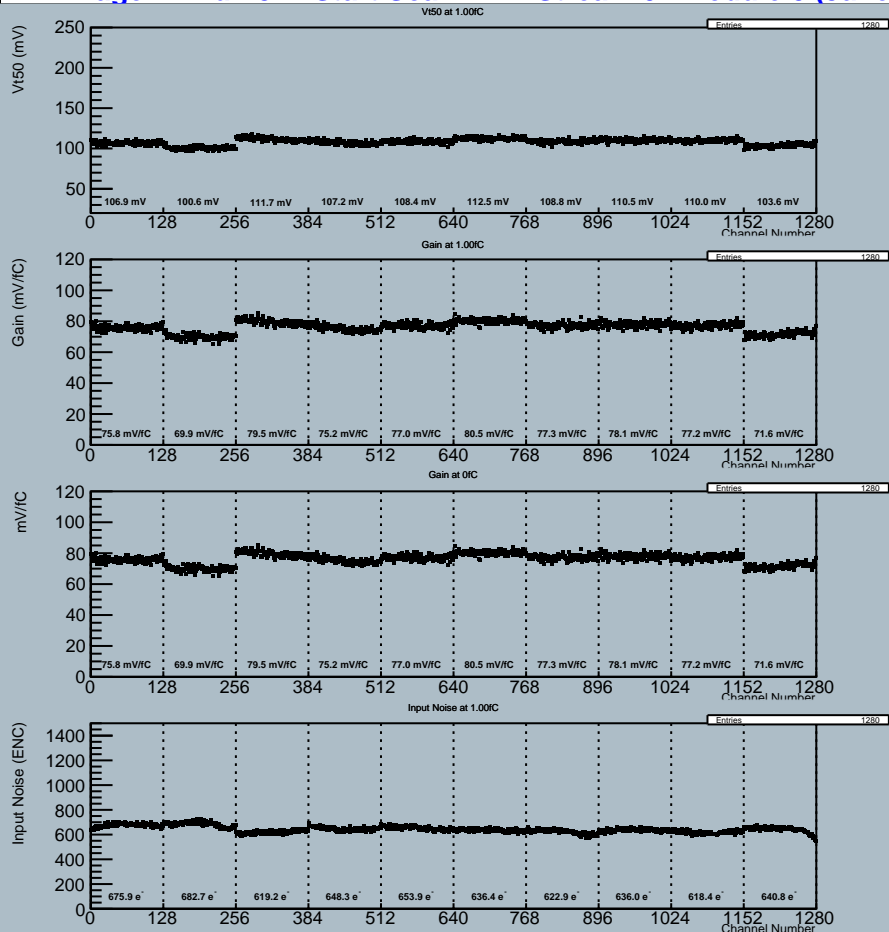 Vt50 at 1.00fC
Entries 1280
Vt50 (mV)
250
200
150
100
50
106.9 mV 100.6 mV 111.7 mV 107.2 mV 108.4 mV 112.5 mV 108.8 mV 110.5 mV 110.0 mV 103.6 mV
0 128 256 384 512 640 768 896 1024 1152 1280
Channel Number
Gain at 1.00fC
Entries 1280
Gain (mV/fC)
120
100
80
60
40
20
0
75.8 mV/fC 69.9 mV/fC 79.5 mV/fC 75.2 mV/fC 77.0 mV/fC 80.5 mV/fC 77.3 mV/fC 78.1 mV/fC 77.2 mV/fC 71.6 mV/fC
0 128 256 384 512 640 768 896 1024 1152 1280
Channel Number
Gain at 0fC
Entries 1280
mV/fC
120
100
80
60
40
20
0
75.8 mV/fC 69.9 mV/fC 79.5 mV/fC 75.2 mV/fC 77.0 mV/fC 80.5 mV/fC 77.3 mV/fC 78.1 mV/fC 77.2 mV/fC 71.6 mV/fC
0 128 256 384 512 640 768 896 1024 1152 1280
Channel Number
Input Noise at 1.00fC
Entries 1280
Input Noise (ENC)
1400
1200
1000
800
600
400
200
0
675.9 e⁻ 682.7 e⁻ 619.2 e⁻ 648.3 e⁻ 653.9 e⁻ 636.4 e⁻ 622.9 e⁻ 636.0 e⁻ 618.4 e⁻ 640.8 e⁻
0 128 256 384 512 640 768 896 1024 1152 1280
Channel Number